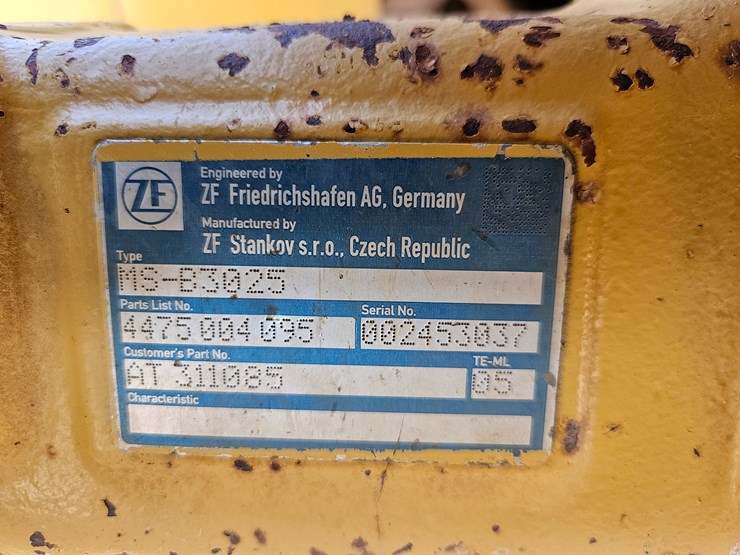 ZF
Engineered by
ZF Friedrichshafen AG, Germany
Manufactured by
ZF Stankov s.r.o., Czech Republic
Type
MS-B3025
Parts List No.
Serial No.
4475 004 095
002453037
Customer's Part No.
TE-ML
AT 311085
05
Characteristic